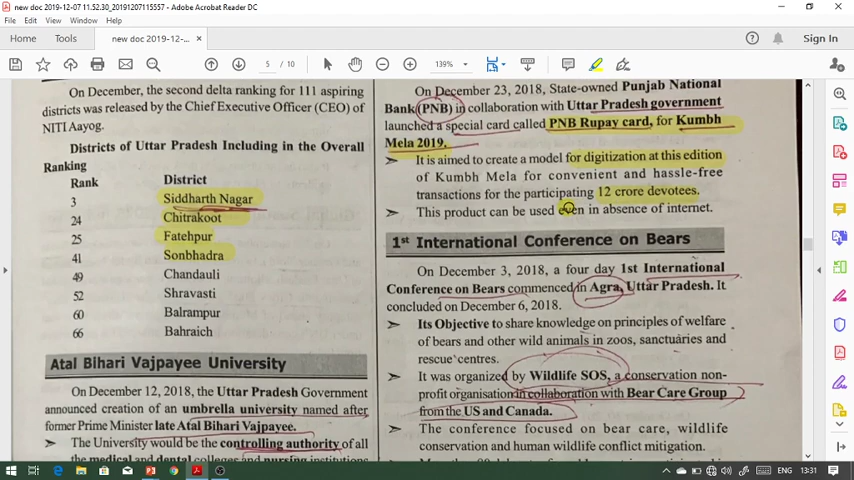 new doc 2019-12-07 11.52.30_20191207115557 - Adobe Acrobat Reader DC
File Edit View Window Help
Home Tools new doc 2019-12-... × Sign In
5 / 10 139%
On December, the second delta ranking for 111 aspiring
districts was released by the Chief Executive Officer (CEO) of
NITI Aayog.
Districts of Uttar Pradesh Including in the Overall
Ranking
Rank District
3 Siddharth Nagar
24 Chitrakoot
25 Fatehpur
41 Sonbhadra
49 Chandauli
52 Shravasti
60 Balrampur
66 Bahraich
Atal Bihari Vajpayee University
On December 12, 2018, the Uttar Pradesh Government
announced creation of an umbrella university named after
former Prime Minister late Atal Bihari Vajpayee.
The University would be the controlling authority of all
the medical and dental colleges and nursing institutions
On December 23, 2018, State-owned Punjab National
Bank (PNB) in collaboration with Uttar Pradesh government
launched a special card called PNB Rupay card, for Kumbh
Mela 2019.
➤ It is aimed to create a model for digitization at this edition
of Kumbh Mela for convenient and hassle-free
transactions for the participating 12 crore devotees.
➤ This product can be used even in absence of internet.
1st International Conference on Bears
On December 3, 2018, a four day 1st International
Conference on Bears commenced in Agra, Uttar Pradesh. It
concluded on December 6, 2018.
➤ Its Objective to share knowledge on principles of welfare
of bears and other wild animals in zoos, sanctuaries and
rescue centres.
➤ It was organized by Wildlife SOS, a conservation non-
profit organisation in collaboration with Bear Care Group
from the US and Canada.
➤ The conference focused on bear care, wildlife
conservation and human wildlife conflict mitigation.
ENG 13:31